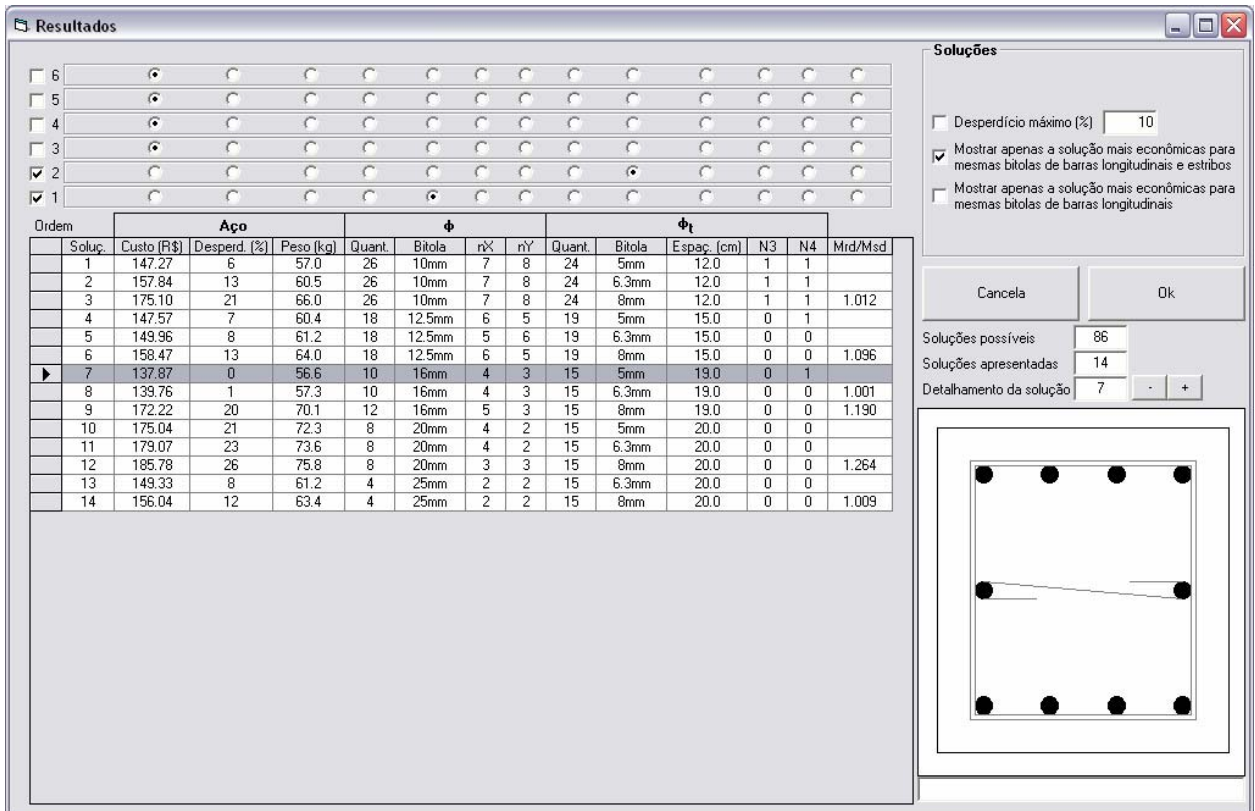 Resultados
6
5
4
3
2
1
Ordem Aço ϕ ϕt
Soluç. Custo (R$) Desperd. (%) Peso (kg) Quant. Bitola nX nY Quant. Bitola Espaç. (cm) N3 N4 Mrd/Msd
1 147.27 6 57.0 26 10mm 7 8 24 5mm 12.0 1 1
2 157.84 13 60.5 26 10mm 7 8 24 6.3mm 12.0 1 1
3 175.10 21 66.0 26 10mm 7 8 24 8mm 12.0 1 1 1.012
4 147.57 7 60.4 18 12.5mm 6 5 19 5mm 15.0 0 1
5 149.96 8 61.2 18 12.5mm 5 6 19 6.3mm 15.0 0 0
6 158.47 13 64.0 18 12.5mm 6 5 19 8mm 15.0 0 0 1.096
7 137.87 0 56.6 10 16mm 4 3 15 5mm 19.0 0 1
8 139.76 1 57.3 10 16mm 4 3 15 6.3mm 19.0 0 0 1.001
9 172.22 20 70.1 12 16mm 5 3 15 8mm 19.0 0 0 1.190
10 175.04 21 72.3 8 20mm 4 2 15 5mm 20.0 0 0
11 179.07 23 73.6 8 20mm 4 2 15 6.3mm 20.0 0 0
12 185.78 26 75.8 8 20mm 3 3 15 8mm 20.0 0 0 1.264
13 149.33 8 61.2 4 25mm 2 2 15 6.3mm 20.0 0 0
14 156.04 12 63.4 4 25mm 2 2 15 8mm 20.0 0 0 1.009
Soluções
Desperdício máximo (%) 10
Mostrar apenas a solução mais econômicas para
mesmas bitolas de barras longitudinais e estribos
Mostrar apenas a solução mais econômicas para
mesmas bitolas de barras longitudinais
Cancela Ok
Soluções possíveis 86
Soluções apresentadas 14
Detalhamento da solução 7 - +